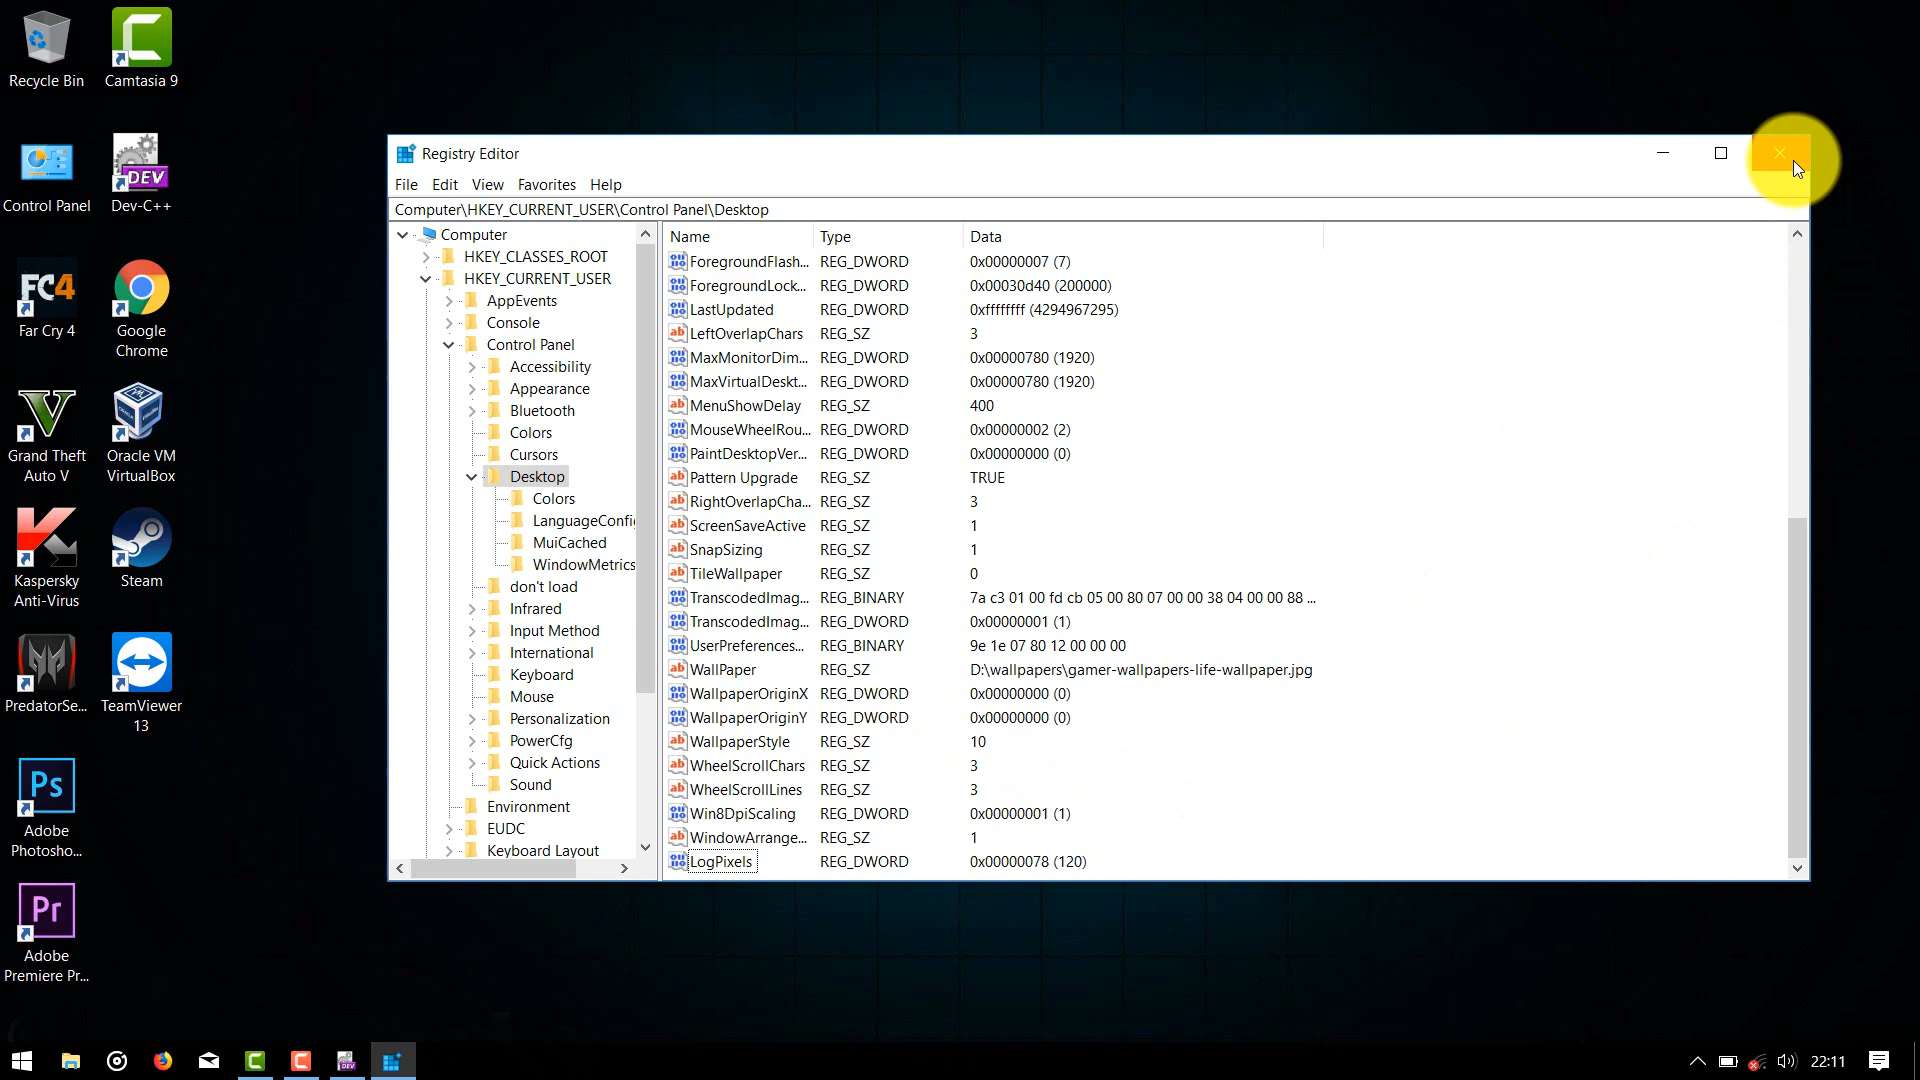 Recycle Bin
Camtasia 9
Control Panel
DEV
Dev-C++
FC4
Far Cry 4
Google
Chrome
Grand Theft
Auto V
Oracle VM
VirtualBox
Kaspersky
Anti-Virus
Steam
PredatorSe...
TeamViewer
13
Ps
Adobe
Photosho...
Pr
Adobe
Premiere Pr...
Registry Editor
File Edit View Favorites Help
Computer\HKEY_CURRENT_USER\Control Panel\Desktop
Computer
HKEY_CLASSES_ROOT
HKEY_CURRENT_USER
AppEvents
Console
Control Panel
Accessibility
Appearance
Bluetooth
Colors
Cursors
Desktop
Colors
LanguageConfi
MuiCached
WindowMetrics
don't load
Infrared
Input Method
International
Keyboard
Mouse
Personalization
PowerCfg
Quick Actions
Sound
Environment
EUDC
Keyboard Layout
Name Type Data
ForegroundFlash... REG_DWORD 0x00000007 (7)
ForegroundLock... REG_DWORD 0x00030d40 (200000)
LastUpdated REG_DWORD 0xffffffff (4294967295)
LeftOverlapChars REG_SZ 3
MaxMonitorDim... REG_DWORD 0x00000780 (1920)
MaxVirtualDeskt... REG_DWORD 0x00000780 (1920)
MenuShowDelay REG_SZ 400
MouseWheelRou... REG_DWORD 0x00000002 (2)
PaintDesktopVer... REG_DWORD 0x00000000 (0)
Pattern Upgrade REG_SZ TRUE
RightOverlapCha... REG_SZ 3
ScreenSaveActive REG_SZ 1
SnapSizing REG_SZ 1
TileWallpaper REG_SZ 0
TranscodedImag... REG_BINARY 7a c3 01 00 fd cb 05 00 80 07 00 00 38 04 00 00 88 ...
TranscodedImag... REG_DWORD 0x00000001 (1)
UserPreferences... REG_BINARY 9e 1e 07 80 12 00 00 00
WallPaper REG_SZ D:\wallpapers\gamer-wallpapers-life-wallpaper.jpg
WallpaperOriginX REG_DWORD 0x00000000 (0)
WallpaperOriginY REG_DWORD 0x00000000 (0)
WallpaperStyle REG_SZ 10
WheelScrollChars REG_SZ 3
WheelScrollLines REG_SZ 3
Win8DpiScaling REG_DWORD 0x00000001 (1)
WindowArrange... REG_SZ 1
LogPixels REG_DWORD 0x00000078 (120)
22:11